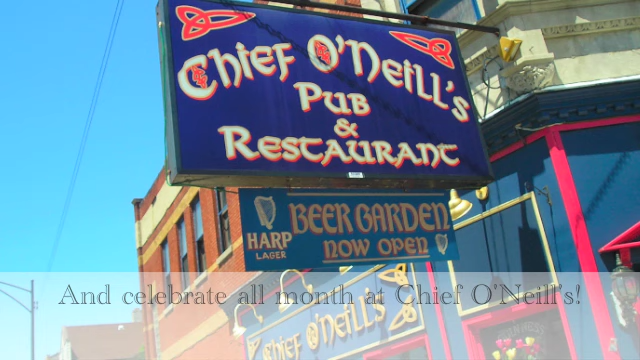 Chief O'Neill's
Pub
&
Restaurant
HARP
LAGER
BEER GARDEN
NOW OPEN
And celebrate all month at Chief O'Neill's!
Chief O'Neill's